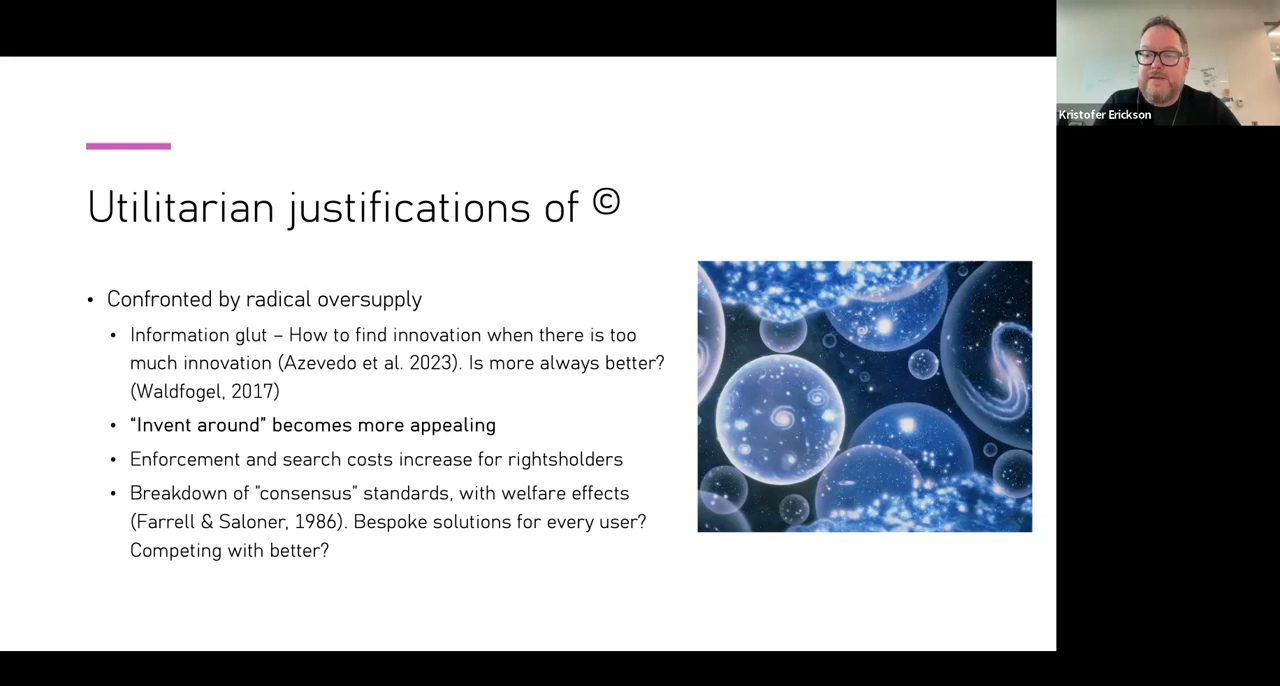 Utilitarian justifications of ©
• Confronted by radical oversupply
• Information glut – How to find innovation when there is too
much innovation (Azevedo et al. 2023). Is more always better?
(Waldfogel, 2017)
• “Invent around” becomes more appealing
• Enforcement and search costs increase for rightsholders
• Breakdown of "consensus" standards, with welfare effects
(Farrell & Saloner, 1986). Bespoke solutions for every user?
Competing with better?
Kristofer Erickson